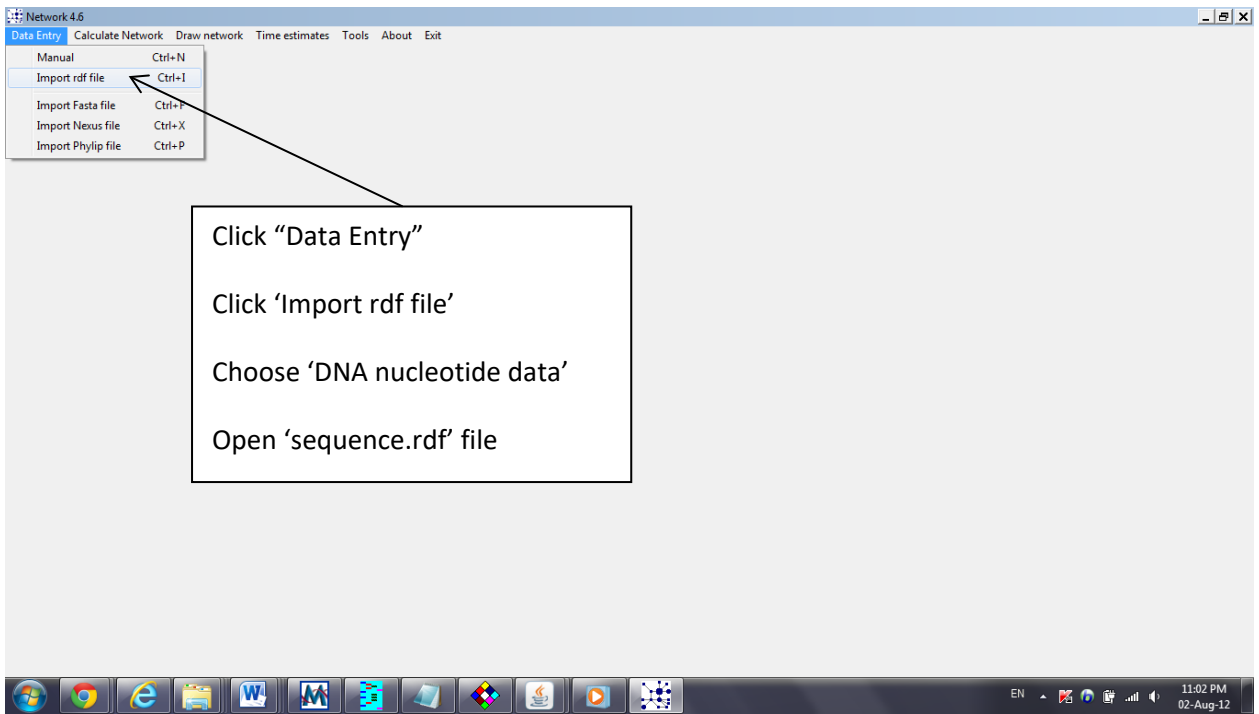 Network 4.6
Data Entry Calculate Network Draw network Time estimates Tools About Exit
Manual Ctrl+N
Import rdf file Ctrl+I
Import Fasta file Ctrl+F
Import Nexus file Ctrl+X
Import Phylip file Ctrl+P
Click “Data Entry”
Click ‘Import rdf file’
Choose ‘DNA nucleotide data’
Open ‘sequence.rdf’ file
EN 11:02 PM
02-Aug-12